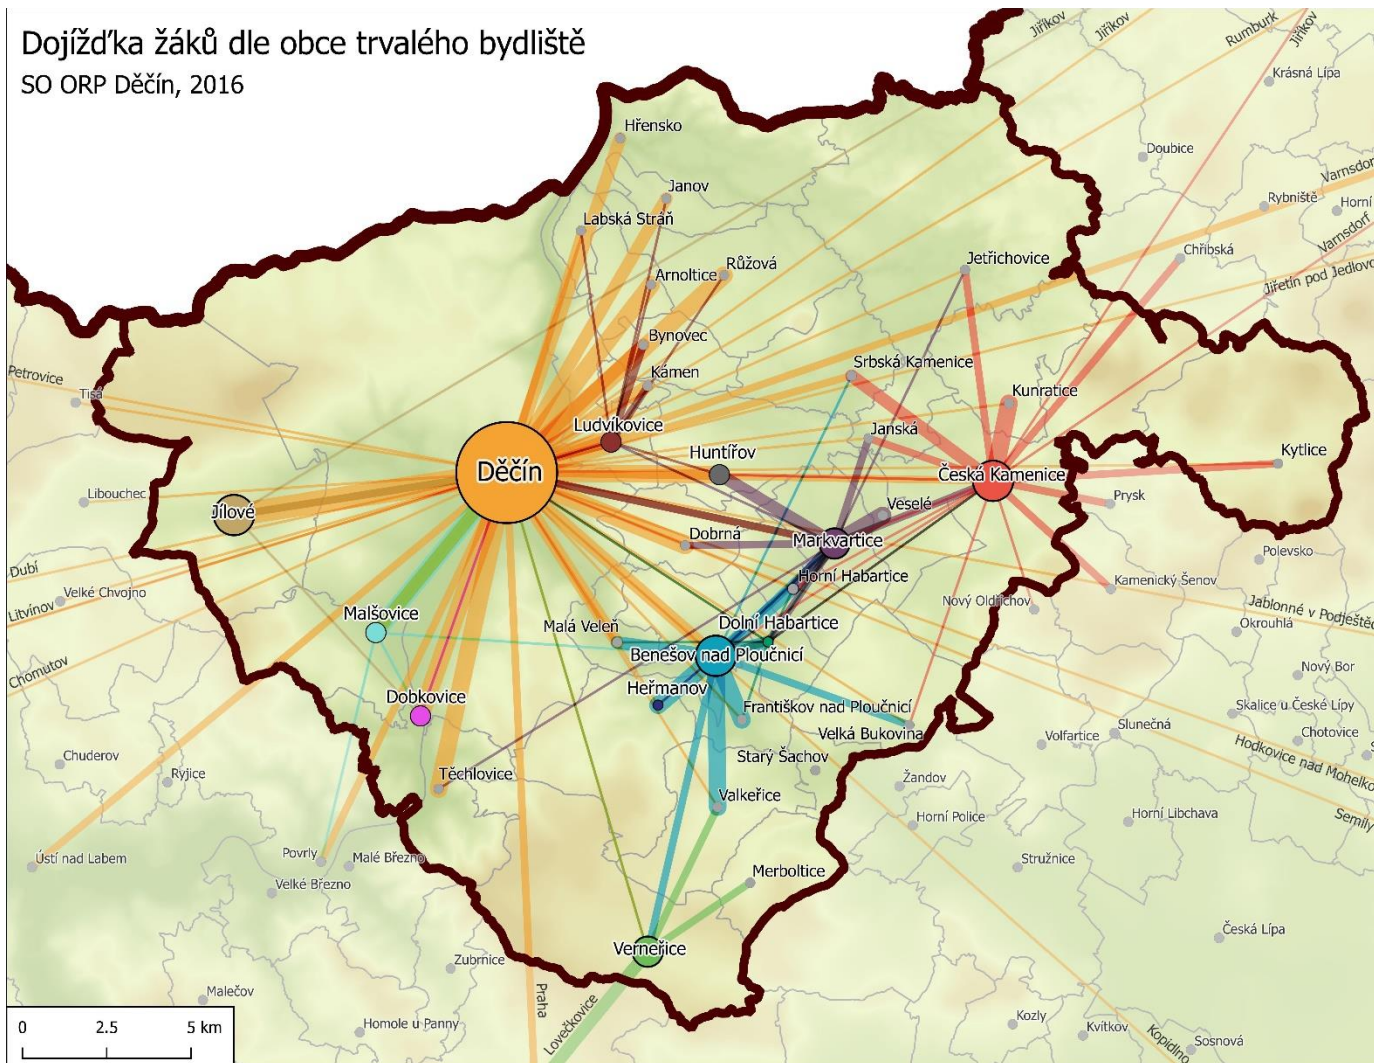 Dojížďka žáků dle obce trvalého bydliště
SO ORP Děčín, 2016
Jiříkov
Jiříkov
Rumburk
Jiříkov
Krásná Lípa
Hřensko
Doubice
Janov
Varnsdorf
Labská Stráň
Rybniště
Horní
Varnsdorf
Arnoltice
Růžová
Jetřichovice
Chřibská
Jiřetín pod Jedlovo
Bynovec
Petrovice
Tisá
Kámen
Srbská Kamenice
Kunratice
Ludvíkovice
Janská
Děčín
Huntířov
Česká Kamenice
Kytlice
Libouchec
Jílové
Veselé
Prysk
Dobrná
Markvartice
Polevsko
Dubí
Horní Habartice
Kamenický Šenov
Litvínov
Velké Chvojno
Nový Oldřichov
Jablonné v Podještěd
Malšovice
Malá Veleň
Dolní Habartice
Okrouhlá
Benešov nad Ploučnicí
Chomutov
Nový Bor
Dobkovice
Heřmanov
Františkov nad Ploučnicí
Skalice u České Lípy
Velká Bukovina
Slunečná
Volfartice
Chotovice
S
Chuderov
Ryjice
Těchlovice
Starý Šachov
Žandov
Hodkovice nad Mohelko
Valkeřice
Horní Police
Horní Libchava
Semily
Ústí nad Labem
Povrly
Malé Březno
Stružnice
Velké Březno
Merboltice
Verneřice
Česká Lípa
Zubrnice
Malečov
Praha
Lovečkovice
0 2.5 5 km
Homole u Panny
Kozly
Kvítkov
Kopidlno
Sosnová